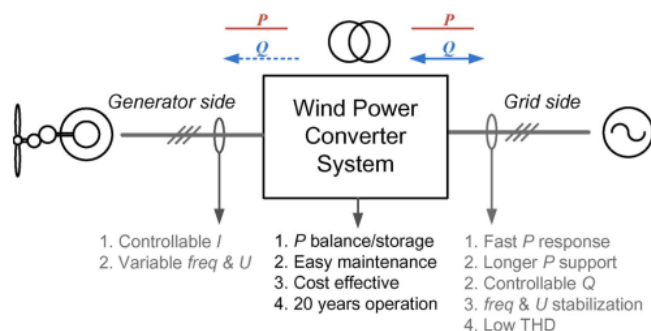 P
P
Q
Q
Generator side
Wind Power
Converter
System
Grid side
1. Controllable I
2. Variable freq & U
1. P balance/storage
2. Easy maintenance
3. Cost effective
4. 20 years operation
1. Fast P response
2. Longer P support
2. Controllable Q
3. freq & U stabilization
4. Low THD